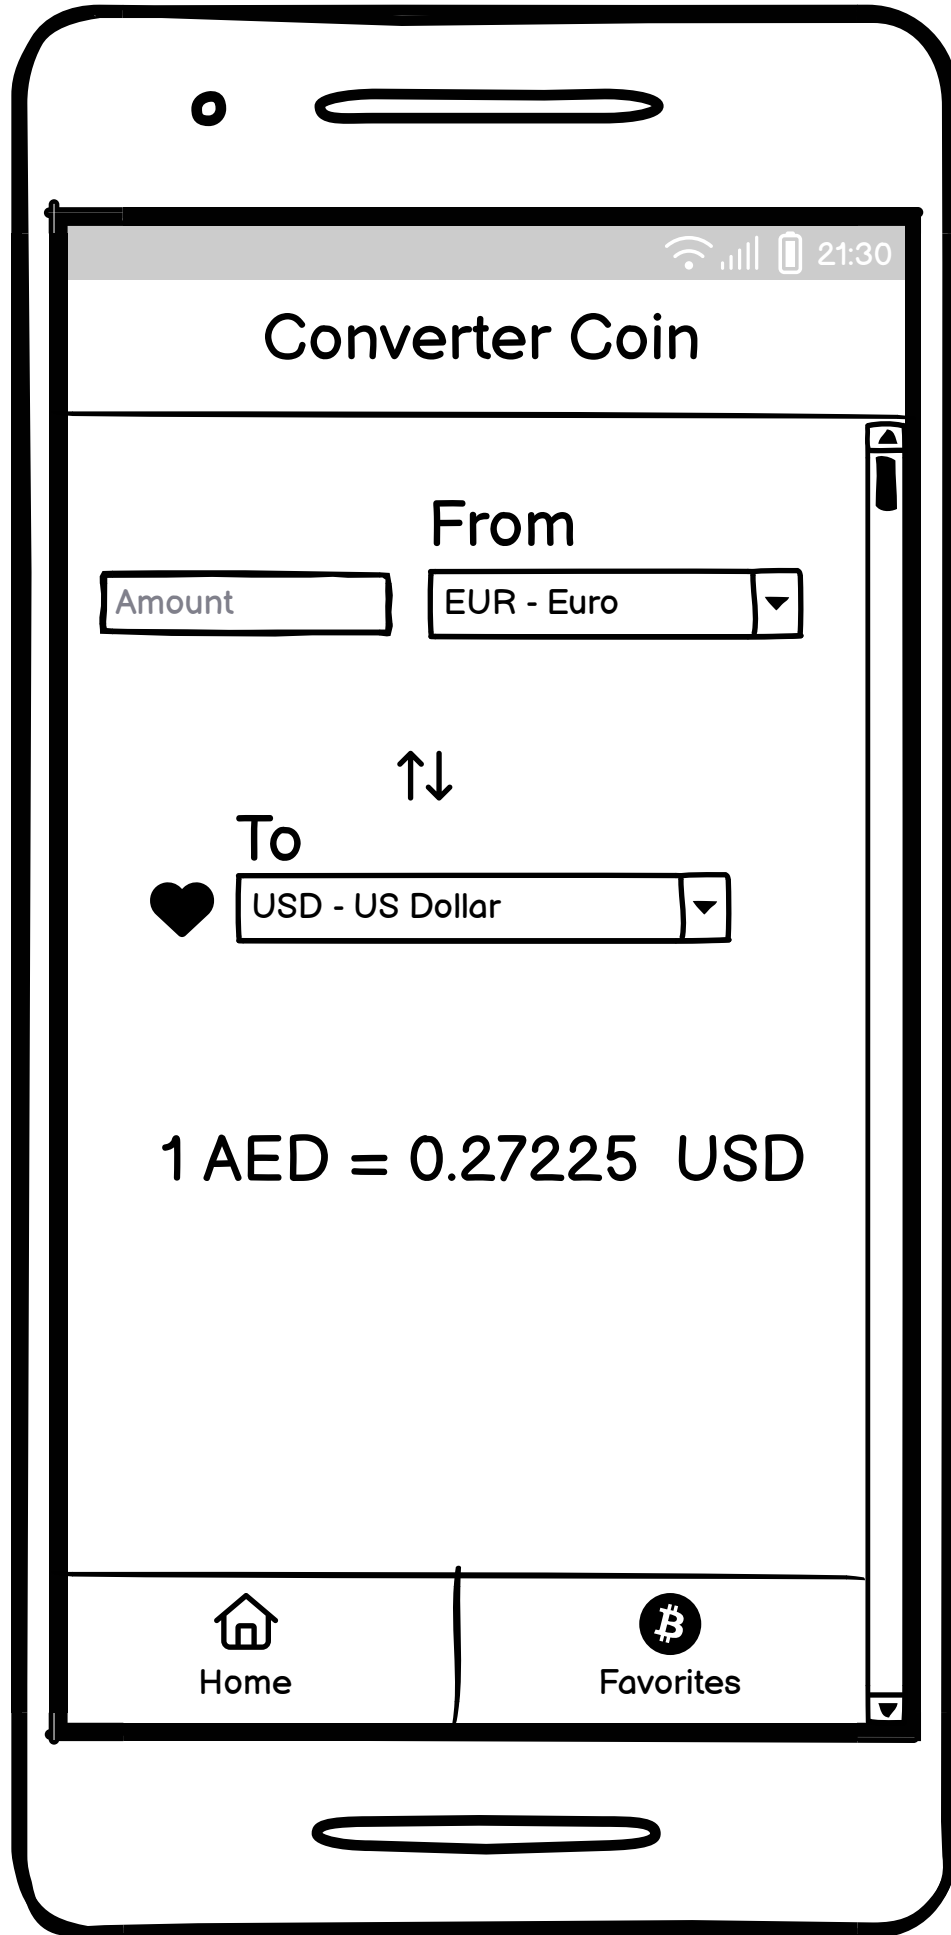 21:30
Converter Coin
From
Amount EUR - Euro
To
USD - US Dollar
1 AED = 0.27225 USD
Home Favorites